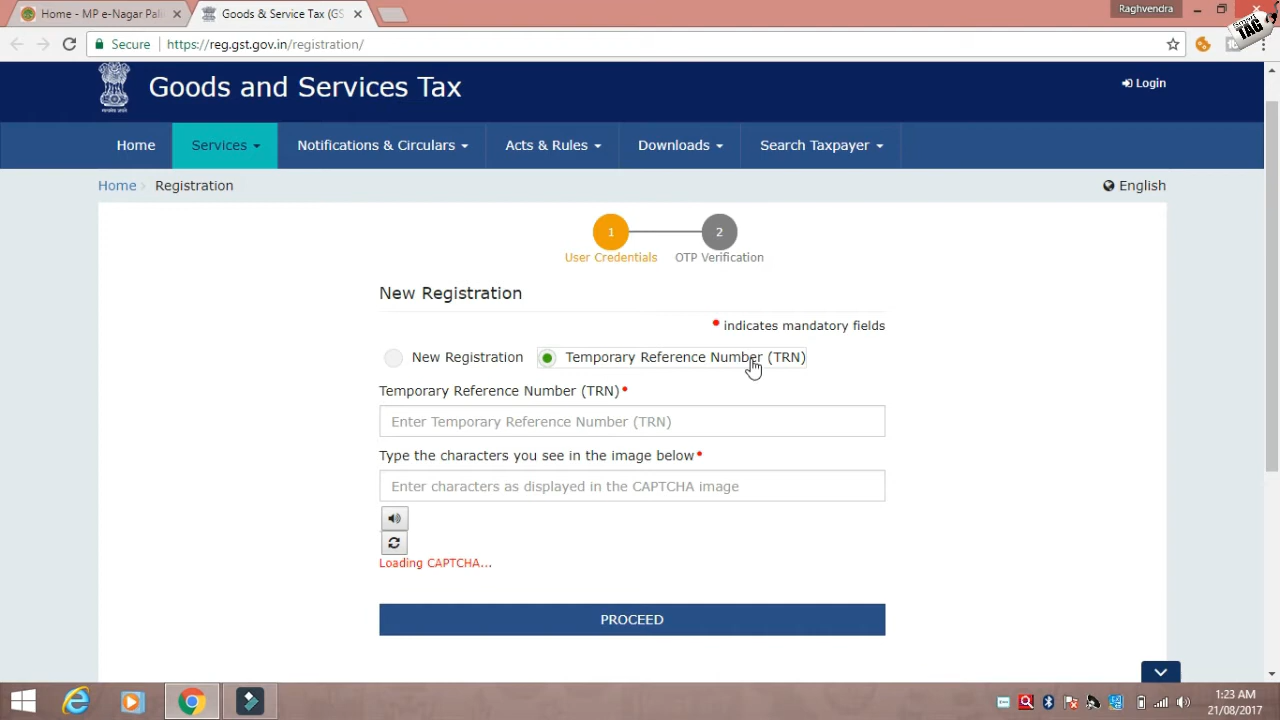 Home - MP e-Nagar Pal
Goods & Service Tax (GS
Raghvendra
TAG
Secure
https://reg.gst.gov.in/registration/
Goods and Services Tax
Login
Home
Services
Notifications & Circulars
Acts & Rules
Downloads
Search Taxpayer
Home
Registration
English
1
2
User Credentials
OTP Verification
New Registration
• indicates mandatory fields
New Registration
Temporary Reference Number (TRN)
Temporary Reference Number (TRN)•
Enter Temporary Reference Number (TRN)
Type the characters you see in the image below•
Enter characters as displayed in the CAPTCHA image
Loading CAPTCHA...
PROCEED
1:23 AM
21/08/2017